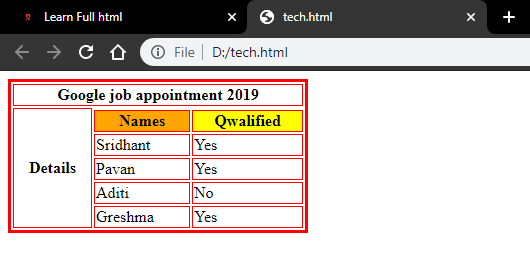 Learn Full html
tech.html
File
D:/tech.html
Google job appointment 2019
Details
Names
Qwalified
Sridhant
Yes
Pavan
Yes
Aditi
No
Greshma
Yes